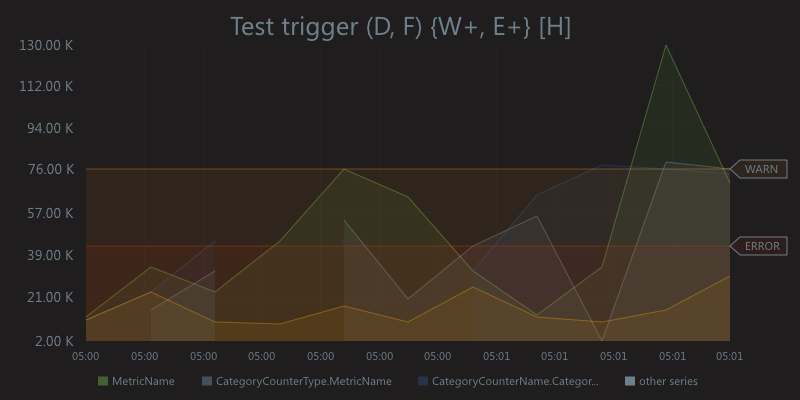 Test trigger (D, F) {W+, E+} [H]
130.00 K
112.00 K
94.00 K
76.00 K
WARN
57.00 K
ERROR
39.00 K
21.00 K
2.00 K
05:00 05:00 05:00 05:00 05:00 05:00 05:00 05:01 05:01 05:01 05:01 05:01
MetricName CategoryCounterType.MetricName CategoryCounterName.Categor... other series